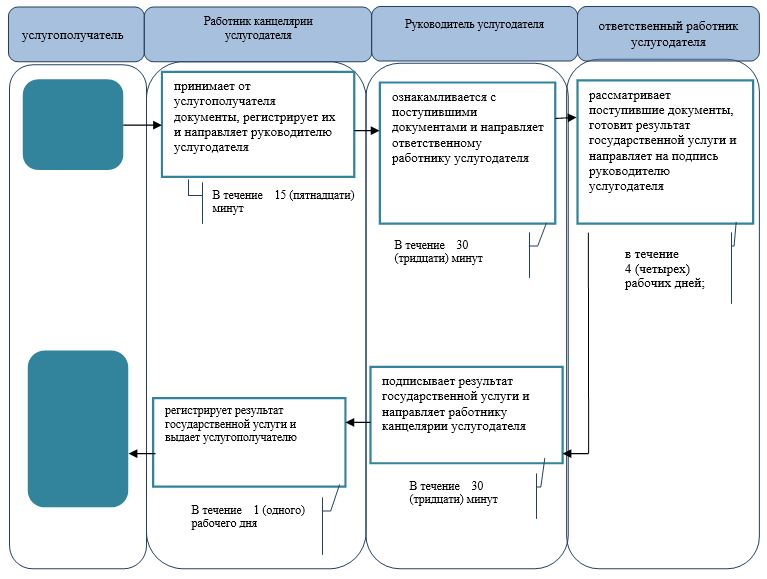 услугополучатель
Работник канцелярии
услугодателя
Руководитель услугодателя
ответственный работник
услугодателя
принимает от
услугополучателя
документы, регистрирует их
и направляет руководителю
услугодателя
В течение 15 (пятнадцати)
минут
ознакамливается с
поступившими
документами и направляет
ответственному
работнику услугодателя
В течение 30
(тридцати) минут
рассматривает
поступившие документы,
готовит результат
государственной услуги и
направляет на подпись
руководителю
услугодателя
в течение
4 (четырех)
рабочих дней;
подписывает результат
государственной услуги и
направляет работнику
канцелярии услугодателя
В течение 30
(тридцати) минут
регистрирует результат
государственной услуги и
выдает услугополучателю
В течение 1 (одного)
рабочего дня